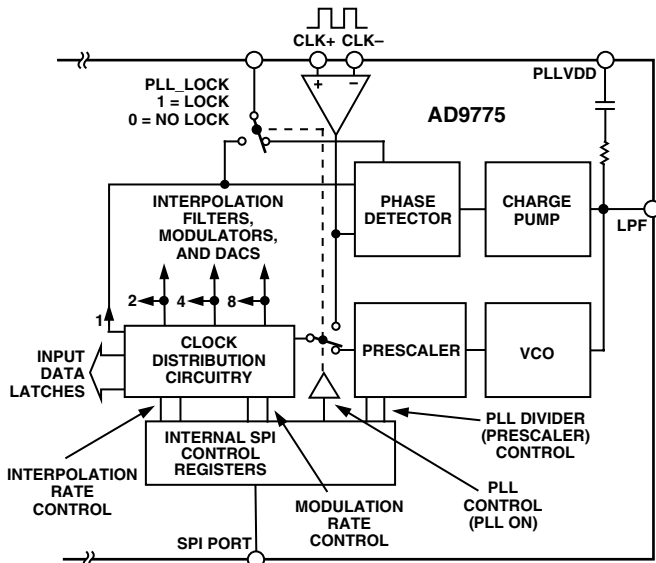 CLK+ CLK–
PLLVDD
PLL_LOCK
1 = LOCK
0 = NO LOCK
+ –
AD9775
INTERPOLATION
FILTERS,
MODULATORS,
AND DACS
PHASE
DETECTOR
CHARGE
PUMP
LPF
2
4
8
1
CLOCK
DISTRIBUTION
CIRCUITRY
PRESCALER
VCO
INPUT
DATA
LATCHES
INTERNAL SPI
CONTROL
REGISTERS
PLL DIVIDER
(PRESCALER)
CONTROL
INTERPOLATION
RATE
CONTROL
MODULATION
RATE
CONTROL
PLL
CONTROL
(PLL ON)
SPI PORT